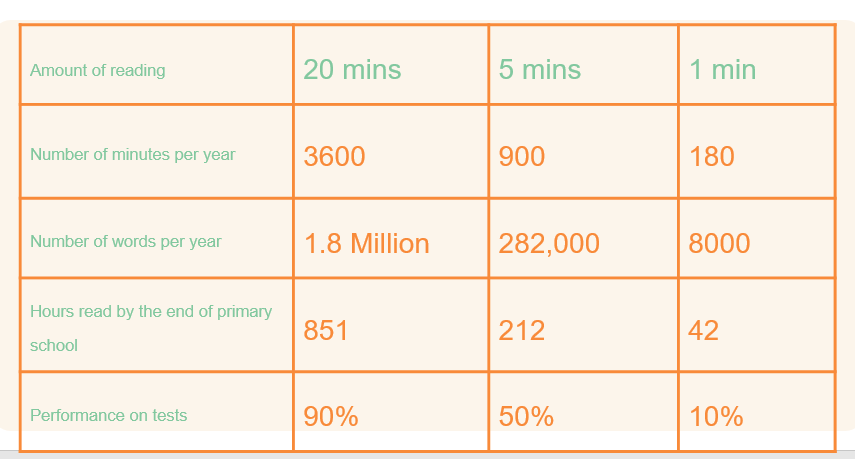 Amount of reading 20 mins 5 mins 1 min
Number of minutes per year 3600 900 180
Number of words per year 1.8 Million 282,000 8000
Hours read by the end of primary
school 851 212 42
Performance on tests 90% 50% 10%